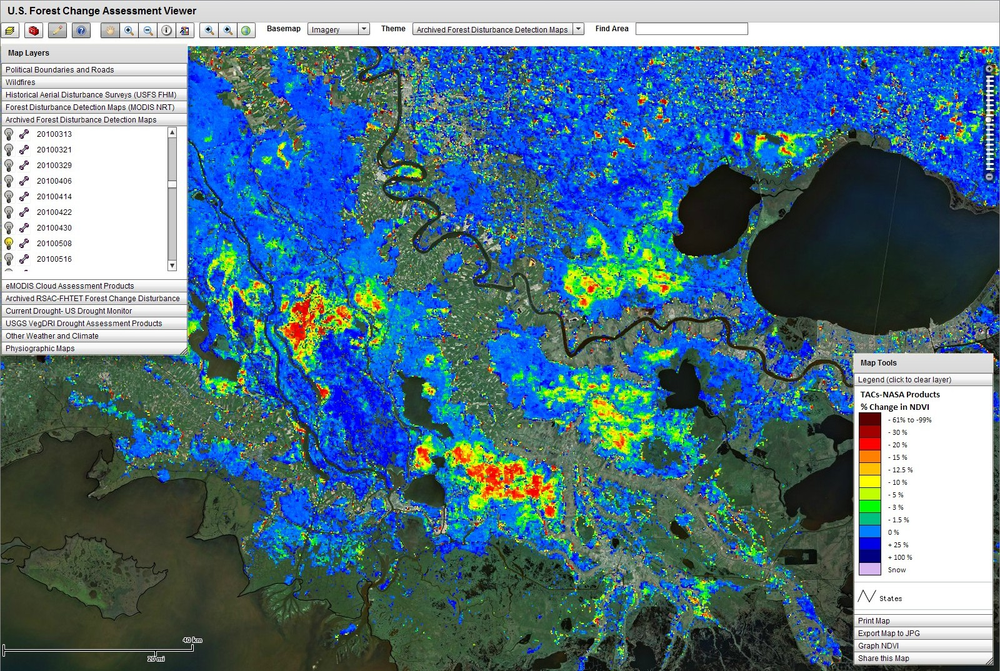 U.S. Forest Change Assessment Viewer
Basemap Imagery Theme Archived Forest Disturbance Detection Maps Find Area
Map Layers
Political Boundaries and Roads
Wildfires
Historical Aerial Disturbance Surveys (USFS FHM)
Forest Disturbance Detection Maps (MODIS NRT)
Archived Forest Disturbance Detection Maps
20100313
20100321
20100329
20100406
20100414
20100422
20100430
20100508
20100516
eMODIS Cloud Assessment Products
Archived RSAC-FHTET Forest Change Disturbance
Current Drought- US Drought Monitor
USGS VegDRI Drought Assessment Products
Other Weather and Climate
Physiographic Maps
40 km
20 mi
Map Tools
Legend (click to clear layer)
TACs-NASA Products
% Change in NDVI
- 61% to -99%
- 30 %
- 20 %
- 15 %
- 12.5 %
- 10 %
- 5 %
- 3 %
- 1.5 %
0 %
+ 25 %
+ 100 %
Snow
States
Print Map
Export Map to JPG
Graph NDVI
Share this Map